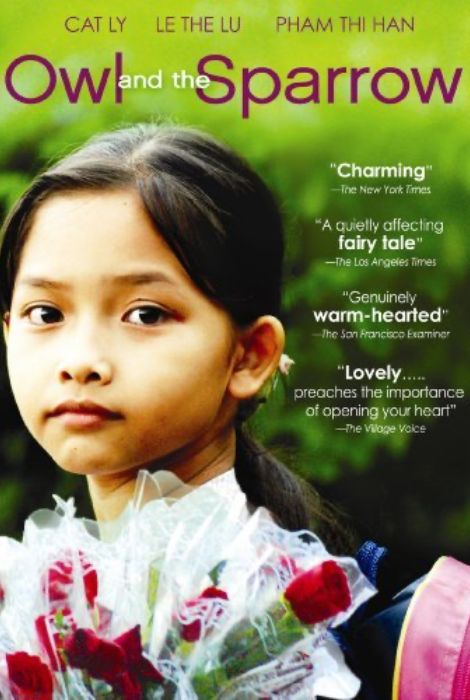 CAT LY LE THE LU PHAM THI HAN
Owl and the Sparrow
"Charming"
—The New York Times
"A quietly affecting
fairy tale"
—The Los Angeles Times
"Genuinely
warm-hearted"
—The San Francisco Examiner
"Lovely.....
preaches the importance
of opening your heart"
—The Village Voice